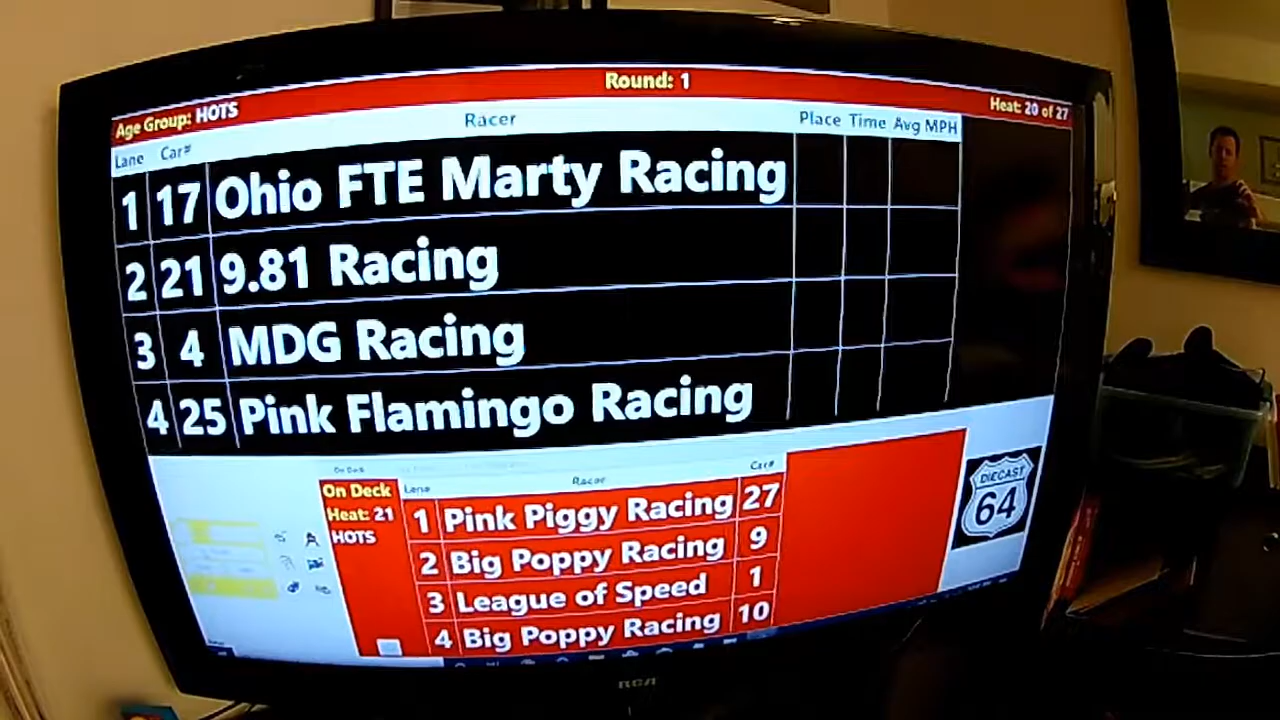 Round: 1
Age Group: HOTS
Heat: 20 of 27
Lane Car# Racer Place Time Avg MPH
1 17 Ohio FTE Marty Racing
2 21 9.81 Racing
3 4 MDG Racing
4 25 Pink Flamingo Racing
On Deck
On Deck
Heat: 21
HOTS
Lane Racer Car#
1 Pink Piggy Racing 27
2 Big Poppy Racing 9
3 League of Speed 1
4 Big Poppy Racing 10
DIECAST
64
RCA